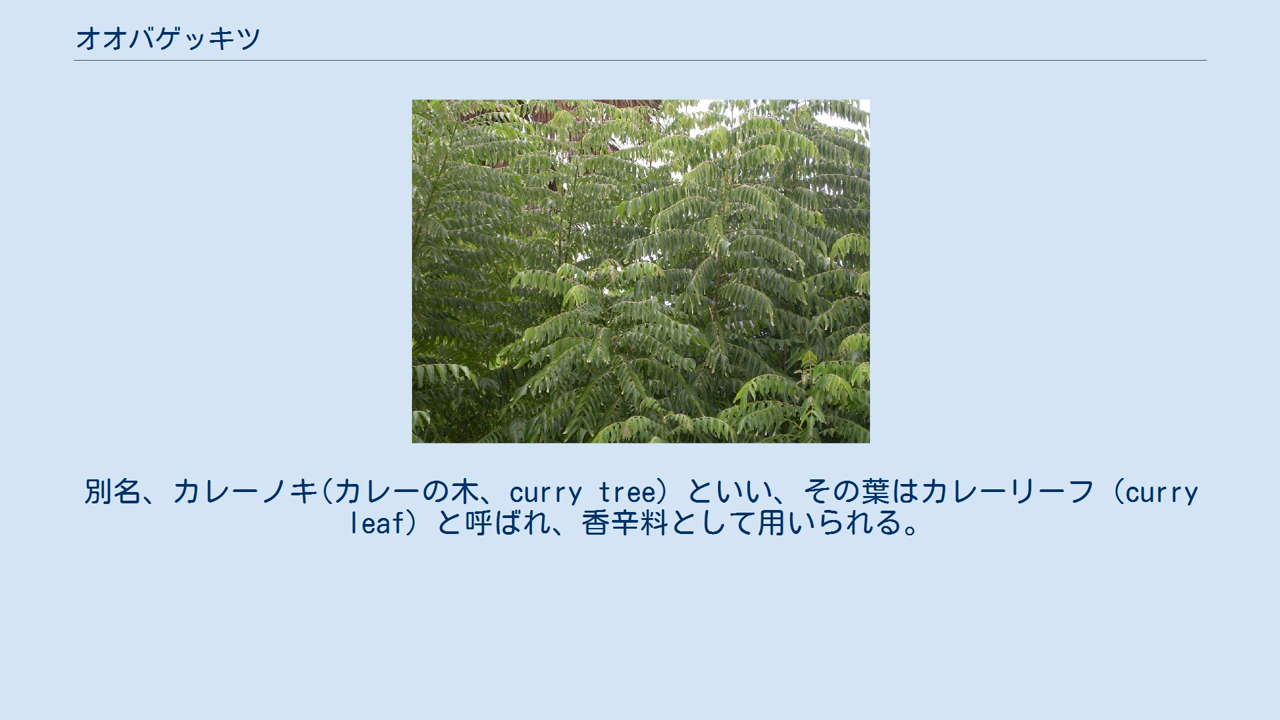 オオバゲッキツ
別名、カレーノキ(カレーの木、curry tree）といい、その葉はカレーリーフ（curry
leaf）と呼ばれ、香辛料として用いられる。